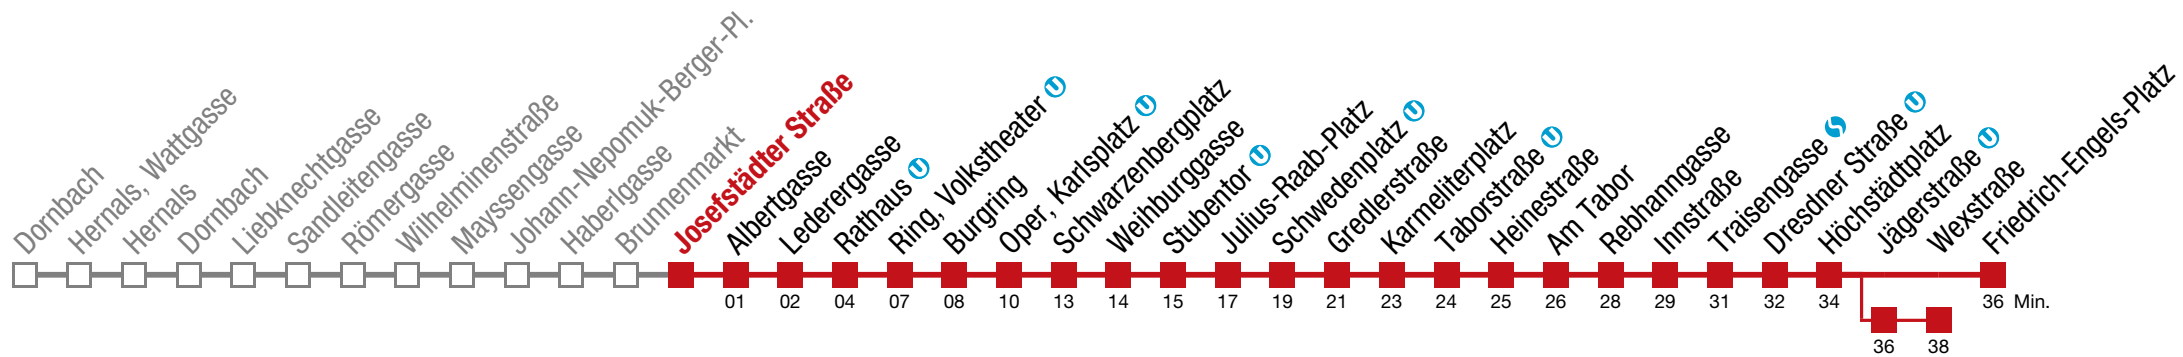 Dornbach
Hernals, Wattgasse
Hernals
Dornbach
Liebknechtgasse
Sandleitengasse
Römergasse
Wilhelminenstraße
Mayssengasse
Johann-Nepomuk-Berger-Pl.
Haberlgasse
Brunnenmarkt
Josefstädter Straße
Albertgasse
Lederergasse
Rathaus U
Ring, Volkstheater U
Burgring
Oper, Karlsplatz U
Schwarzenbergplatz
Weihburggasse
Stubentor U
Julius-Raab-Platz
Schwedenplatz U
Gredlerstraße
Karmeliterplatz
Taborstraße U
Heinestraße
Am Tabor
Rebhanngasse
Innstraße
Traisengasse S
Dresdner Straße U
Höchstädtplatz
Jägerstraße U
Wexstraße
Friedrich-Engels-Platz
01 02 04 07 08 10 13 14 15 17 19 21 23 24 25 26 28 29 31 32 34 36 Min.
36 38